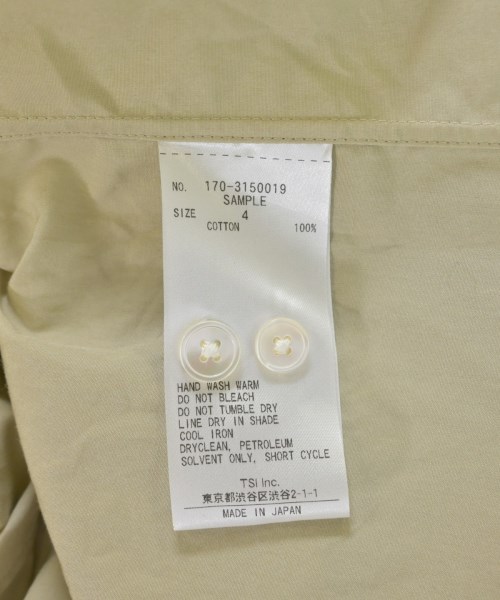 NO. 170-3150019
SAMPLE
SIZE 4
COTTON 100%
HAND WASH WARM
DO NOT BLEACH
DO NOT TUMBLE DRY
LINE DRY IN SHADE
COOL IRON
DRYCLEAN, PETROLEUM
SOLVENT ONLY, SHORT CYCLE
TSI Inc.
東京都渋谷区渋谷2-1-1
MADE IN JAPAN